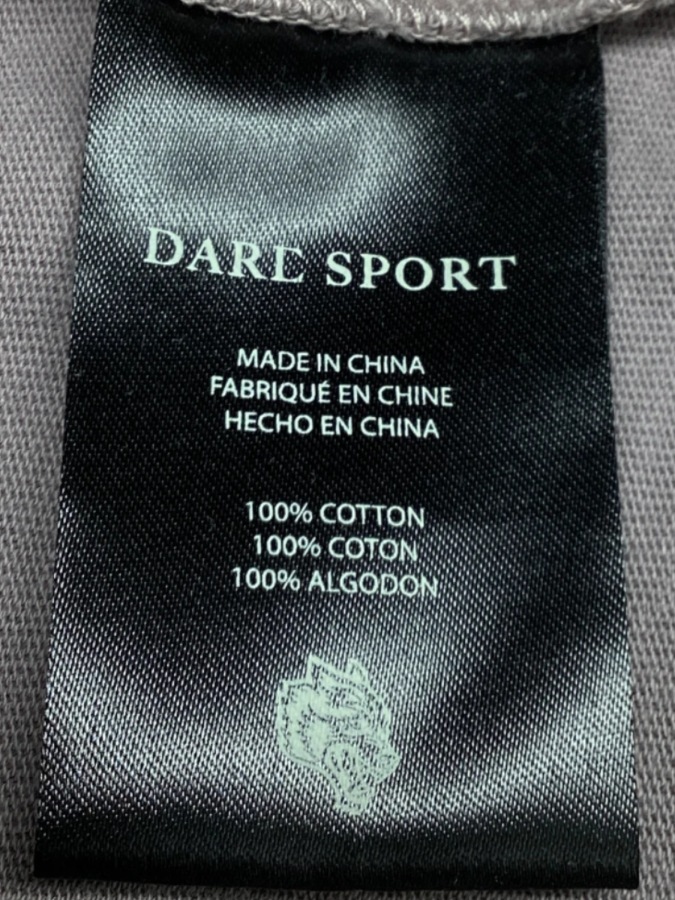 DARE SPORT
MADE IN CHINA
FABRIQUÉ EN CHINE
HECHO EN CHINA
100% COTTON
100% COTON
100% ALGODON